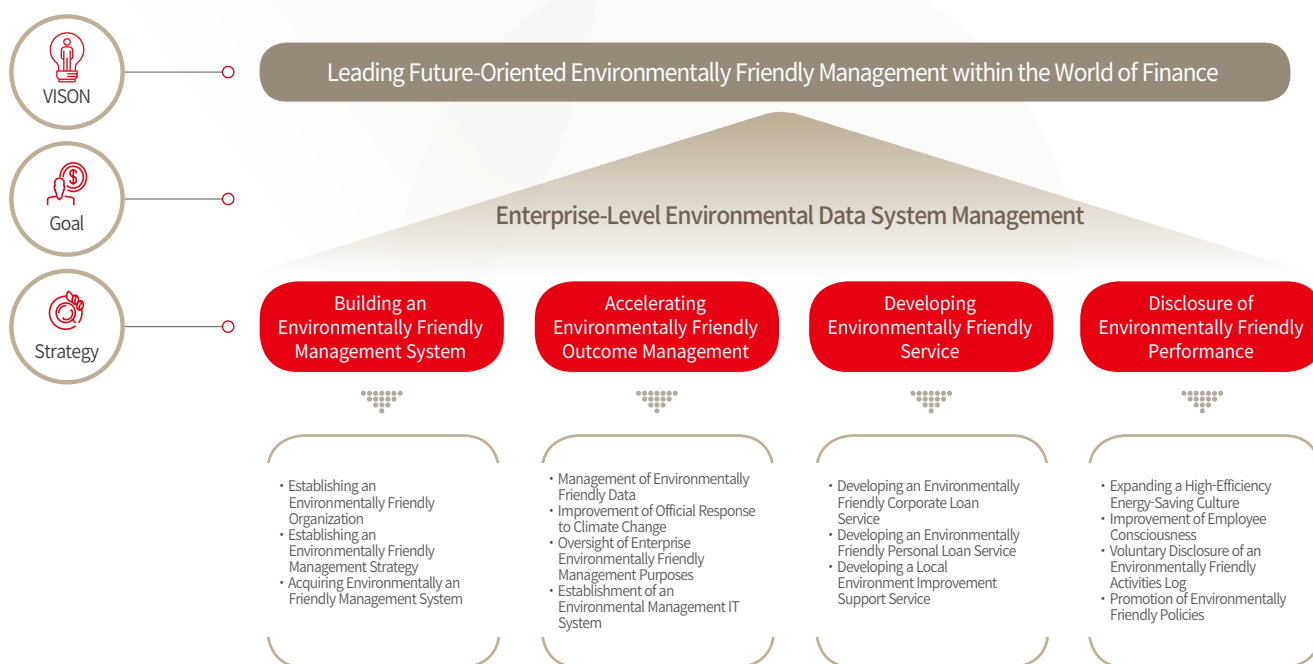 VISON
Leading Future-Oriented Environmentally Friendly Management within the World of Finance
Goal
Enterprise-Level Environmental Data System Management
Strategy
Building an
Environmentally Friendly
Management System
Accelerating
Environmentally Friendly
Outcome Management
Developing
Environmentally Friendly
Service
Disclosure of
Environmentally Friendly
Performance
・Establishing an
Environmentally Friendly
Organization
・Establishing an
Environmentally Friendly
Management Strategy
・Acquiring Environmentally an
Friendly Management System
・Management of Environmentally
Friendly Data
・Improvement of Official Response
to Climate Change
・Oversight of Enterprise
Environmentally Friendly
Management Purposes
・Establishment of an
Environmental Management IT
System
・Developing an Environmentally
Friendly Corporate Loan
Service
・Developing an Environmentally
Friendly Personal Loan Service
・Developing a Local
Environment Improvement
Support Service
・Expanding a High-Efficiency
Energy-Saving Culture
・Improvement of Employee
Consciousness
・Voluntary Disclosure of an
Environmentally Friendly
Activities Log
・Promotion of Environmentally
Friendly Policies